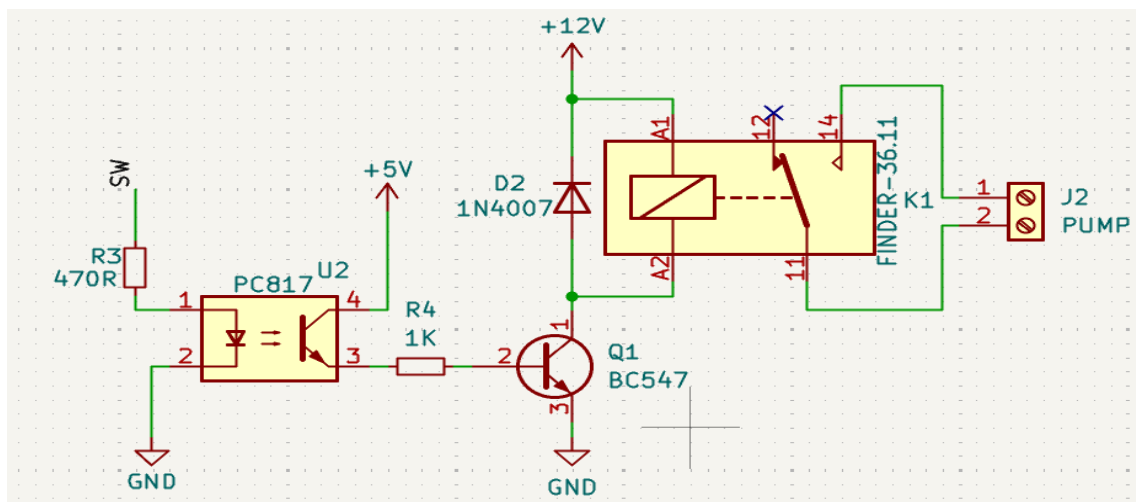 +12V
12
14
A1
SW
+5V
D2
1N4007
K1
FINDER-36.11
1
J2
2
PUMP
R3
470R
U2
PC817
1
4
A2
11
R4
1K
1
Q1
2
3
2
BC547
3
GND
GND